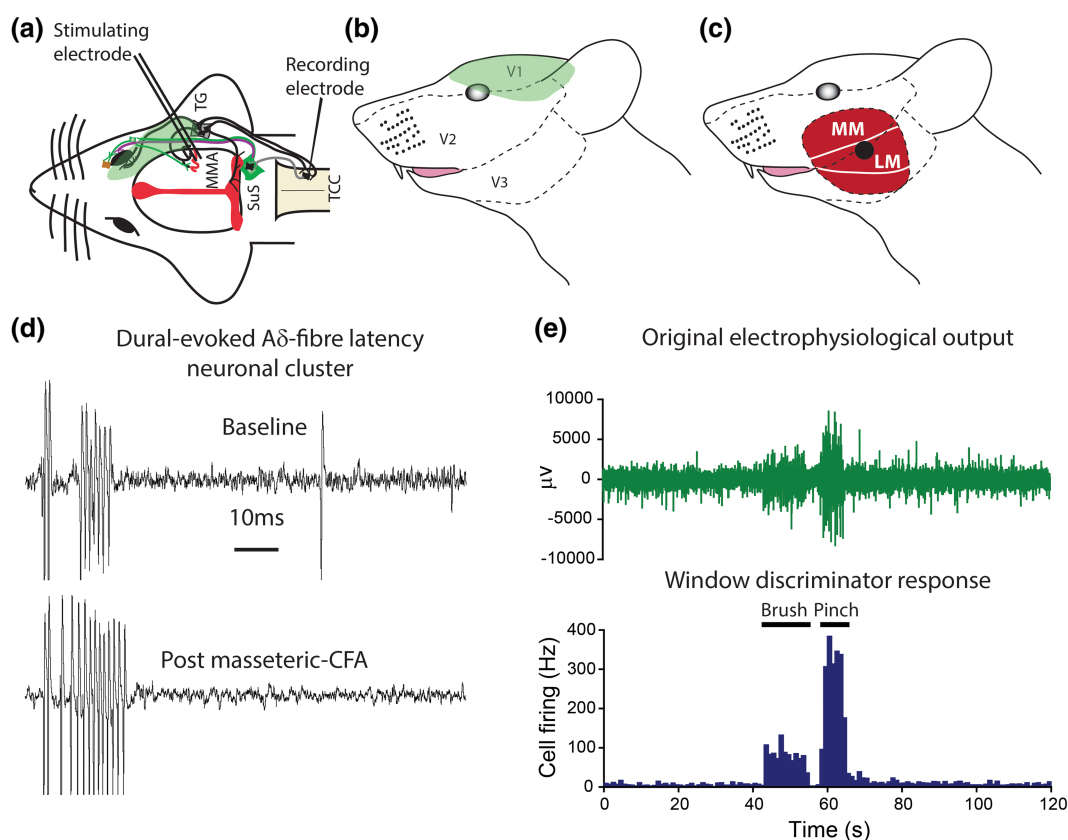 (a)
Stimulating
electrode
Recording
electrode
TG
MMA
SuS
TCC
(b)
V1
V2
V3
(c)
MM
LM
(d)
Dural-evoked Aδ-fibre latency
neuronal cluster
Baseline
10ms
Post masseteric-CFA
(e)
Original electrophysiological output
10000
5000
0
-5000
-10000
μv
Window discriminator response
Brush Pinch
400
300
200
100
0
Cell firing (Hz)
0 20 40 60 80 100 120
Time (s)